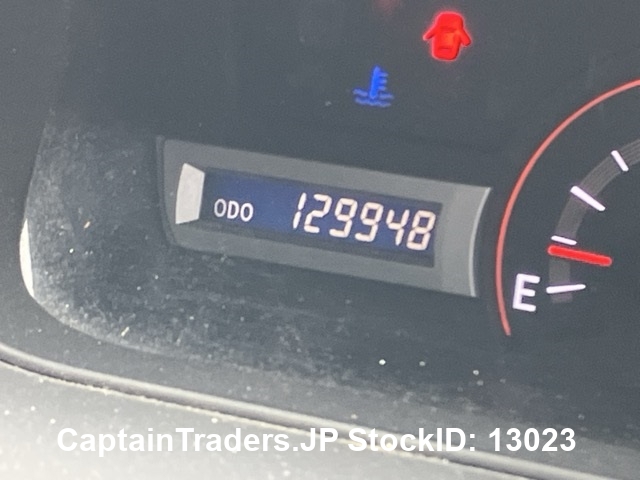 ODO 129948
E
CaptainTraders.JP StockID: 13023